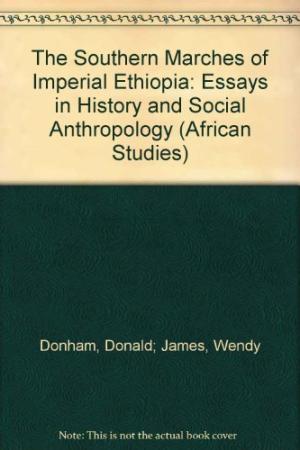 The Southern Marches of
Imperial Ethiopia: Essays
in History and Social
Anthropology (African
Studies)
Donham, Donald; James, Wendy
Note: This is not the actual book cover